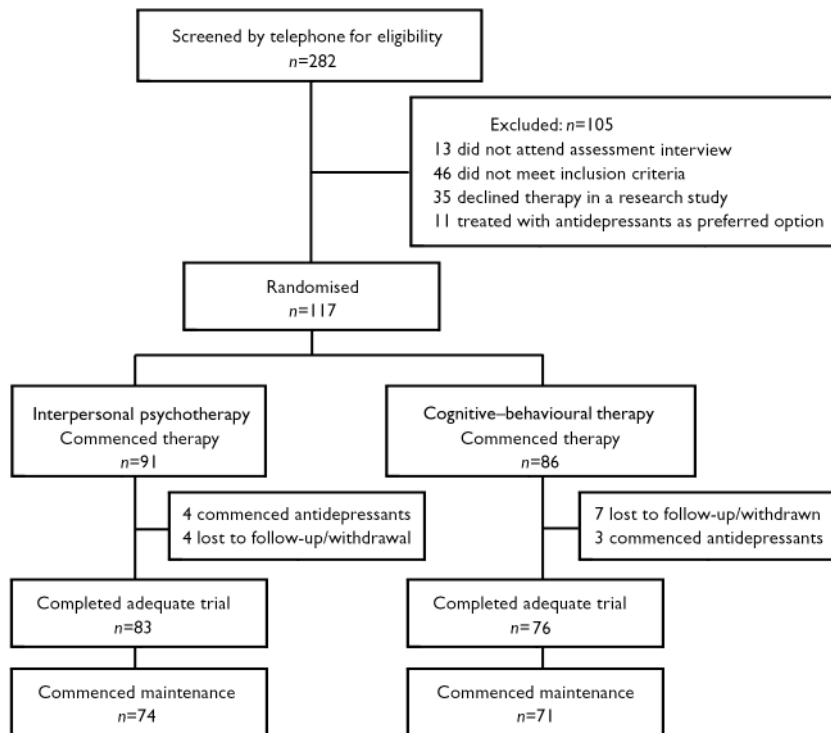 Screened by telephone for eligibility
n=282
Excluded: n=105
13 did not attend assessment interview
46 did not meet inclusion criteria
35 declined therapy in a research study
11 treated with antidepressants as preferred option
Randomised
n=117
Interpersonal psychotherapy
Commenced therapy
n=91
Cognitive–behavioural therapy
Commenced therapy
n=86
4 commenced antidepressants
4 lost to follow-up/withdrawal
7 lost to follow-up/withdrawn
3 commenced antidepressants
Completed adequate trial
n=83
Completed adequate trial
n=76
Commenced maintenance
n=74
Commenced maintenance
n=71